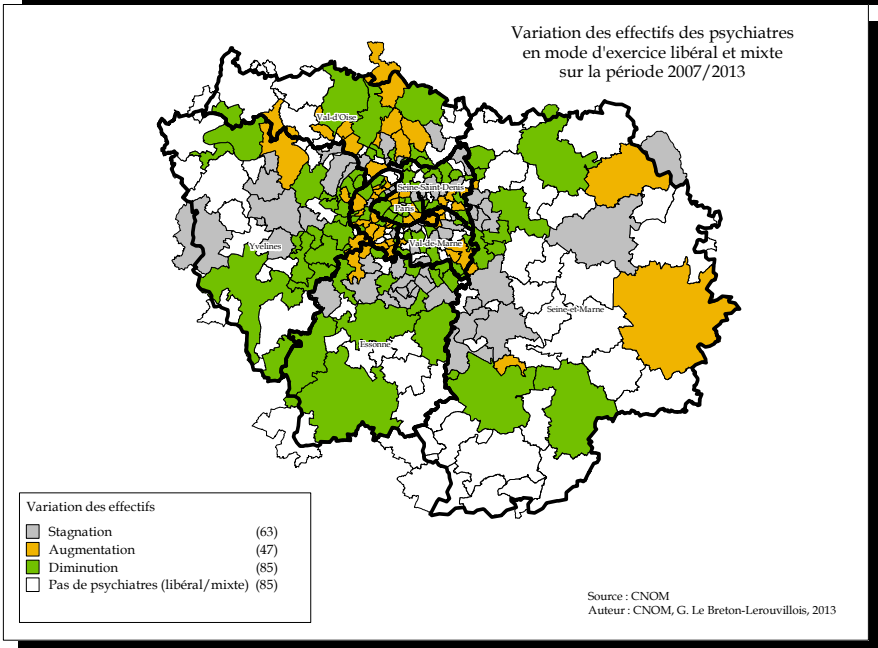 Variation des effectifs des psychiatres
en mode d'exercice libéral et mixte
sur la période 2007/2013
Val-d'Oise
Seine-Saint-Denis
Paris
Val-de-Marne
Yvelines
Seine-et-Marne
Essonne
Variation des effectifs
Stagnation (63)
Augmentation (47)
Diminution (85)
Pas de psychiatres (libéral/mixte) (85)
Source : CNOM
Auteur : CNOM, G. Le Breton-Lerouvillois, 2013